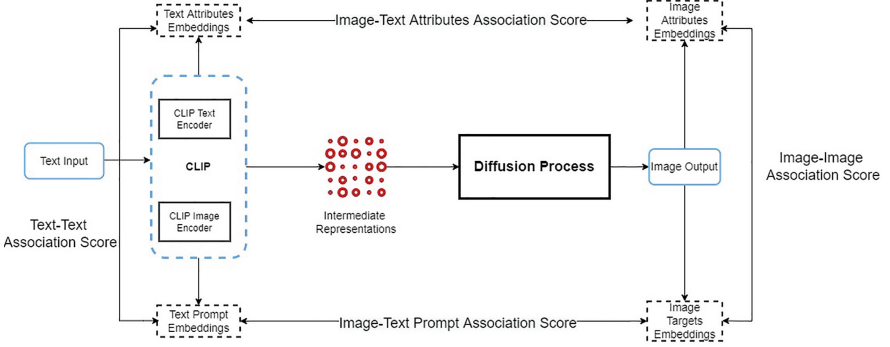 Text Attributes
Embeddings
Image-Text Attributes Association Score
Image
Attributes
Embeddings
CLIP Text
Encoder
Text Input
CLIP
Diffusion Process
Image Output
Image-Image
Association Score
CLIP Image
Encoder
Intermediate
Representations
Text-Text
Association Score
Text Prompt
Embeddings
Image-Text Prompt Association Score
Image
Targets
Embeddings